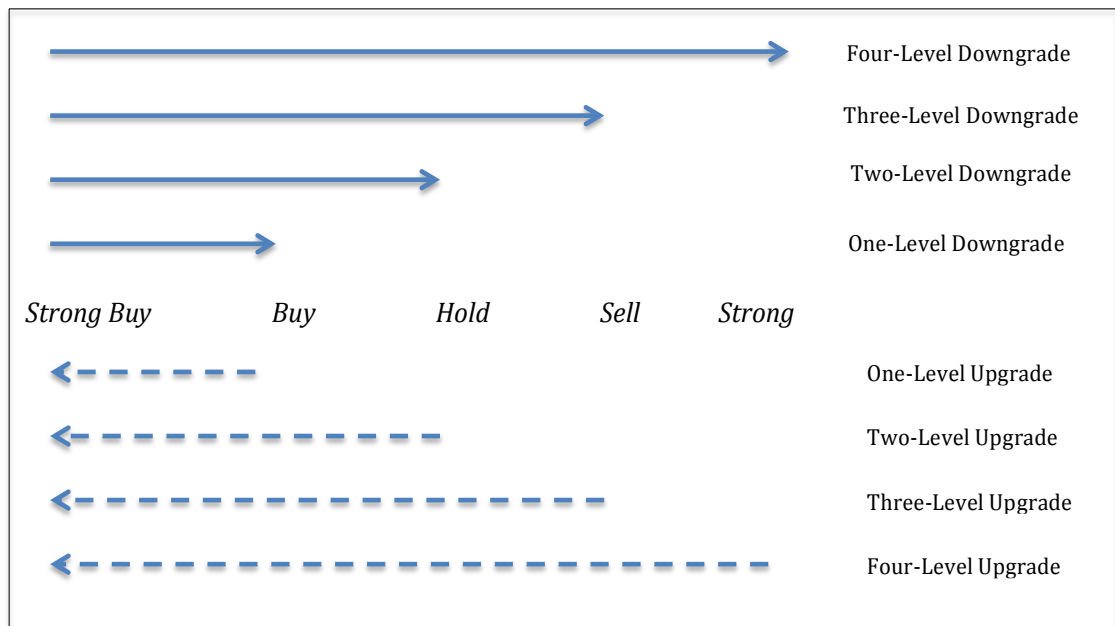 Four-Level Downgrade
Three-Level Downgrade
Two-Level Downgrade
One-Level Downgrade
Strong Buy Buy Hold Sell Strong
One-Level Upgrade
Two-Level Upgrade
Three-Level Upgrade
Four-Level Upgrade